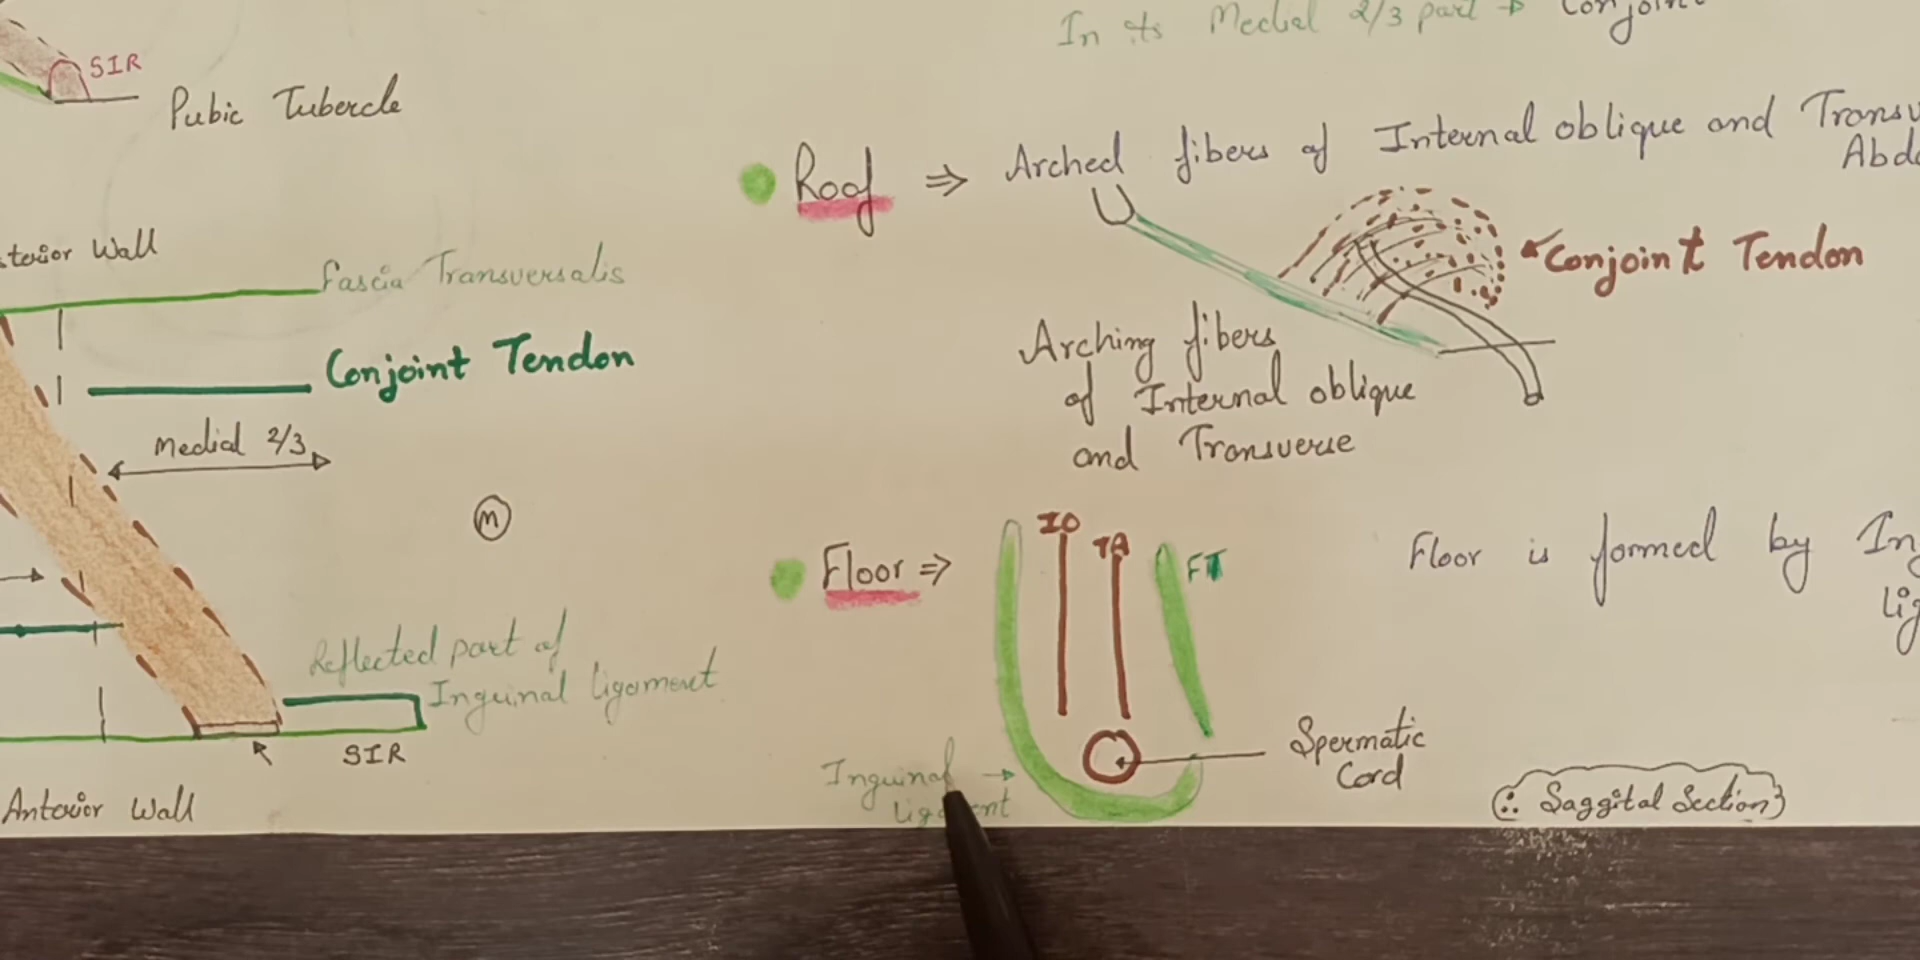 In its Medial 2/3 part → Conjoint
SIR
Pubic Tubercle
Roof ⇒ Arched fibers of Internal oblique and
Wall
Fascia Transversalis
Conjoint Tendon
Conjoint Tendon
Medial 2/3
Arching fibers
of Internal oblique
and Transverse
M
Floor ⇒
IO
TA
FT
Floor is formed by
Reflected part of
Inguinal ligament
SIR
Spermatic
Cord
Inguinal →
Anterior Wall
∴ Saggital Section